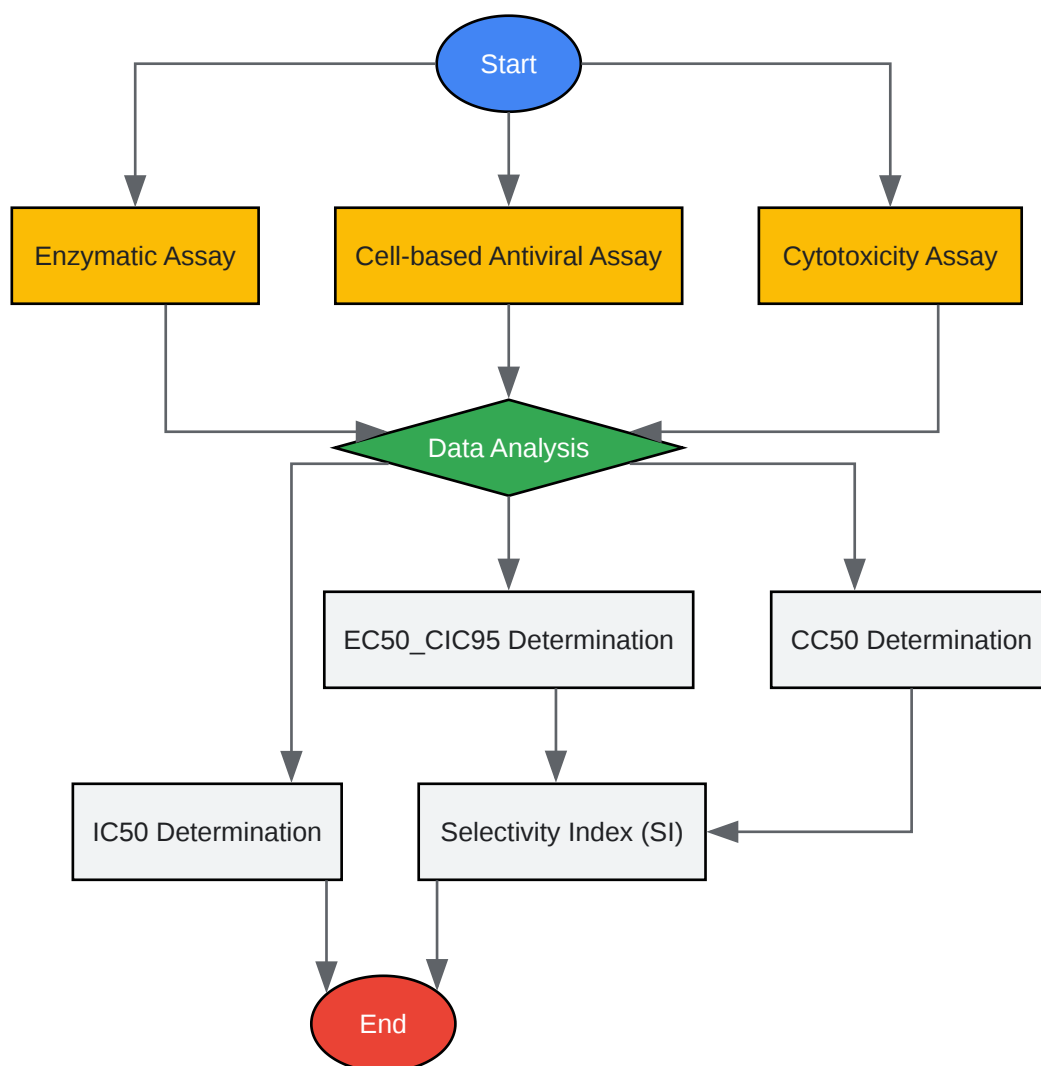 Start
Enzymatic Assay
Cell-based Antiviral Assay
Cytotoxicity Assay
Data Analysis
EC50_CIC95 Determination
CC50 Determination
IC50 Determination
Selectivity Index (SI)
End